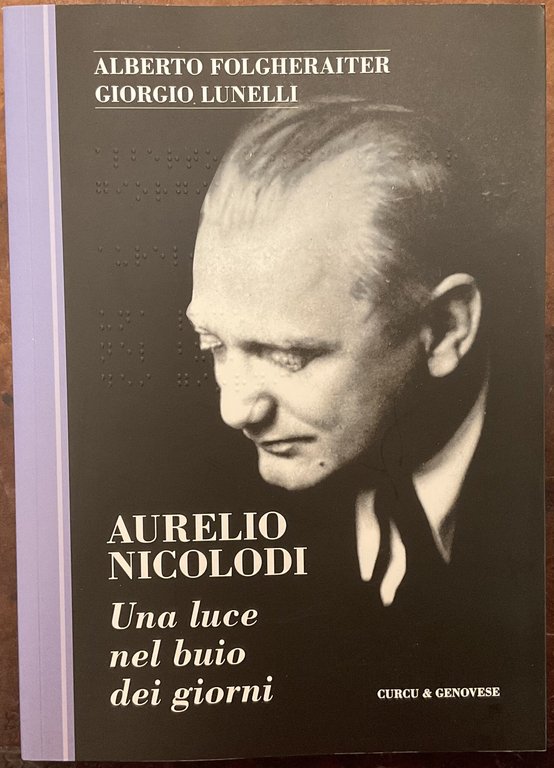 ALBERTO FOLGHERAITER
GIORGIO LUNELLI
AURELIO
NICOLODI
Una luce
nel buio
dei giorni
CURCU & GENOVESE